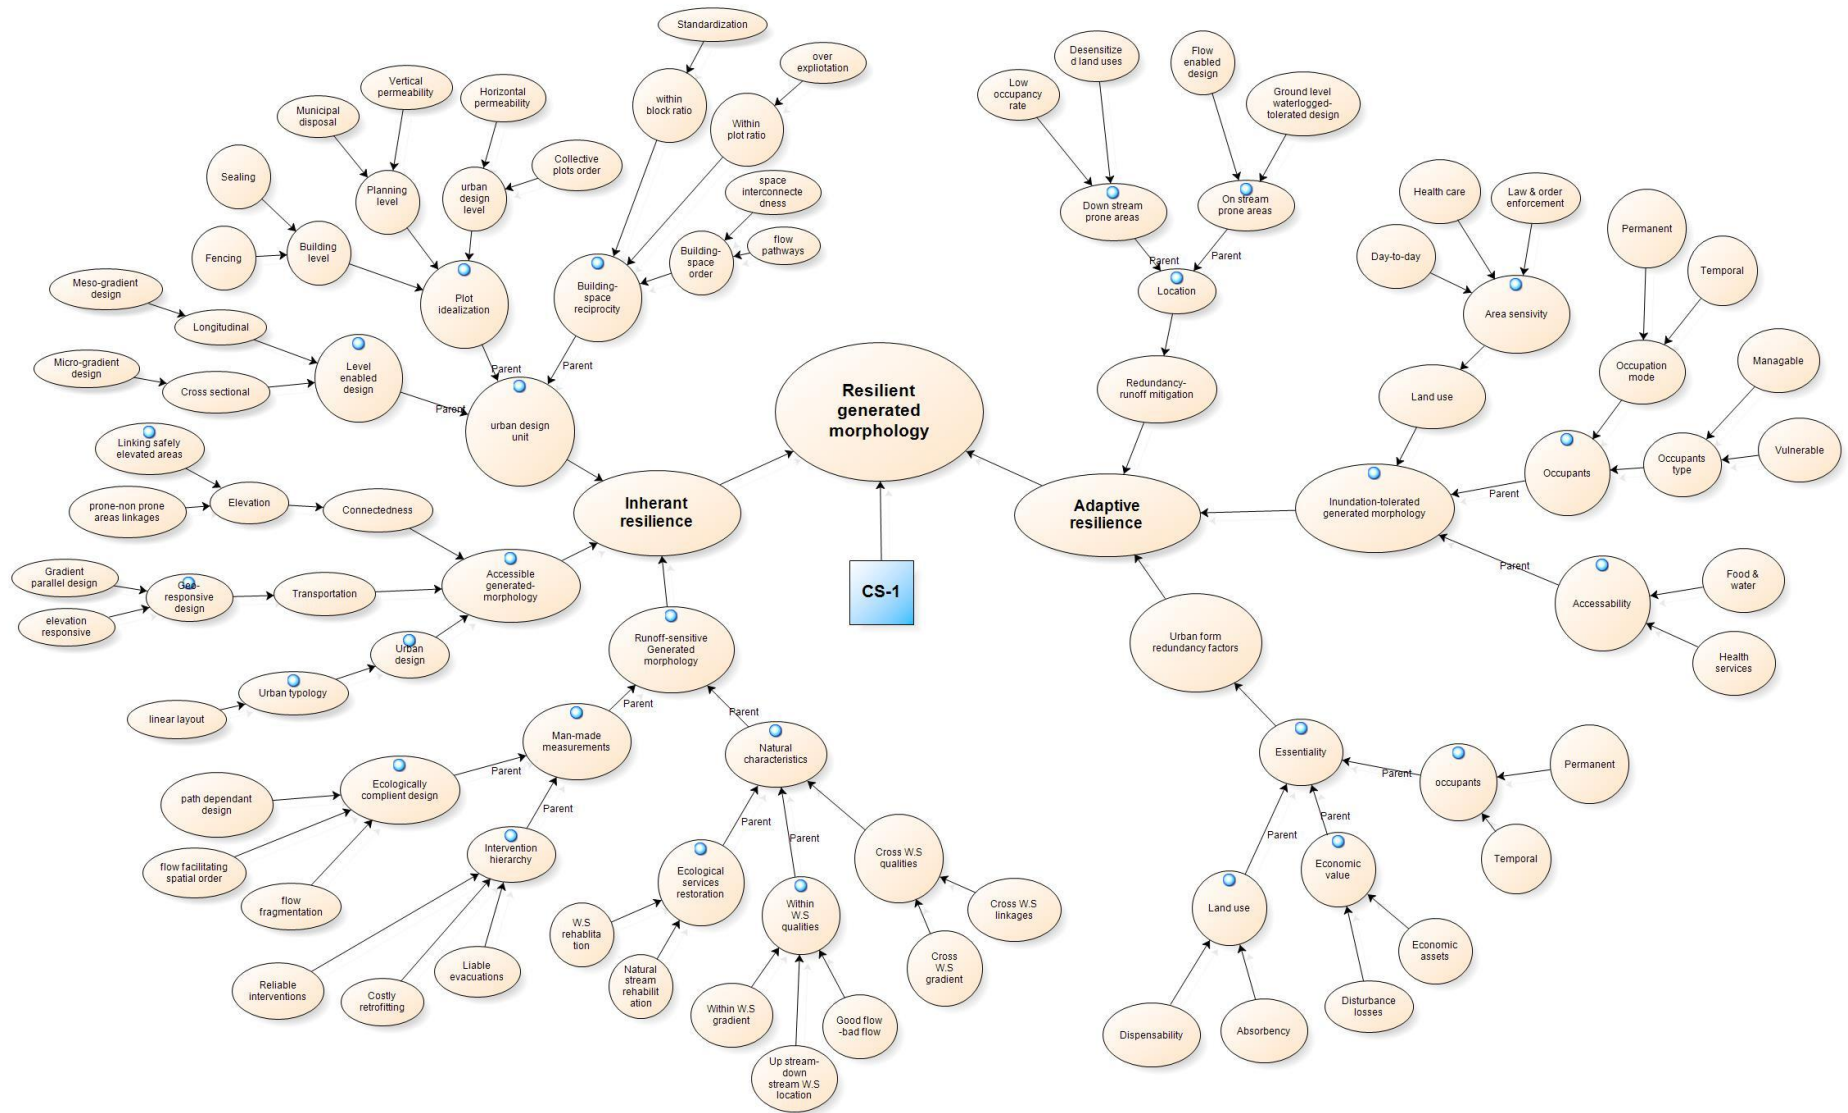 Standardization
over
expliotation
within
block ratio
Within
plot ratio
Vertical
permeability
Horizontal
permeability
Municipal
disposal
Collective
plots order
Sealing
Planning
level
urban
design
level
space
interconnecte
dness
flow
pathways
Building-
space
order
Fencing
Building
level
Plot
idealization
Building-
space
reciprocity
Meso-gradient
design
Longitudinal
Micro-gradient
design
Cross sectional
Level
enabled
design
Parent
Parent
Parent
urban design
unit
Linking safely
elevated areas
prone-non prone
areas linkages
Elevation
Connectedness
Gradient
parallel design
elevation
responsive
Geo-
responsive
design
Transportation
Accessible
generated-
morphology
Urban
design
Urban typology
linear layout
Inherant
resilience
Resilient
generated
morphology
CS-1
Adaptive
resilience
Runoff-sensitive
Generated
morphology
Parent
Parent
Man-made
measurements
Natural
characteristics
Ecologically
complient design
Parent
path dependant
design
flow facilitating
spatial order
flow
fragmentation
Parent
Intervention
hierarchy
Reliable
interventions
Costly
retrofitting
Liable
evacuations
Parent
Parent
Ecological
services
restoration
W.S
rehablita
tion
Natural
stream
rehabilit
ation
Within
W.S
qualities
Within W.S
gradient
Up stream-
down
stream W.S
location
Good flow
-bad flow
Cross W.S
qualities
Cross W.S
linkages
Cross
W.S
gradient
Low
occupancy
rate
Desensitize
d land uses
Flow
enabled
design
Ground level
waterlogged-
tolerated design
Down stream
prone areas
On stream
prone areas
Parent
Parent
Location
Redundancy-
runoff mitigation
Health care
Law & order
enforcement
Day-to-day
Area sensivity
Land use
Permanent
Temporal
Occupation
mode
Managable
Vulnerable
Occupants
type
Occupants
Parent
Inundation-tolerated
generated morphology
Parent
Accessability
Food &
water
Health
services
Urban form
redundancy factors
Essentiality
Parent
occupants
Permanent
Temporal
Parent
Parent
Economic
value
Land use
Economic
assets
Disturbance
losses
Dispensability
Absorbency